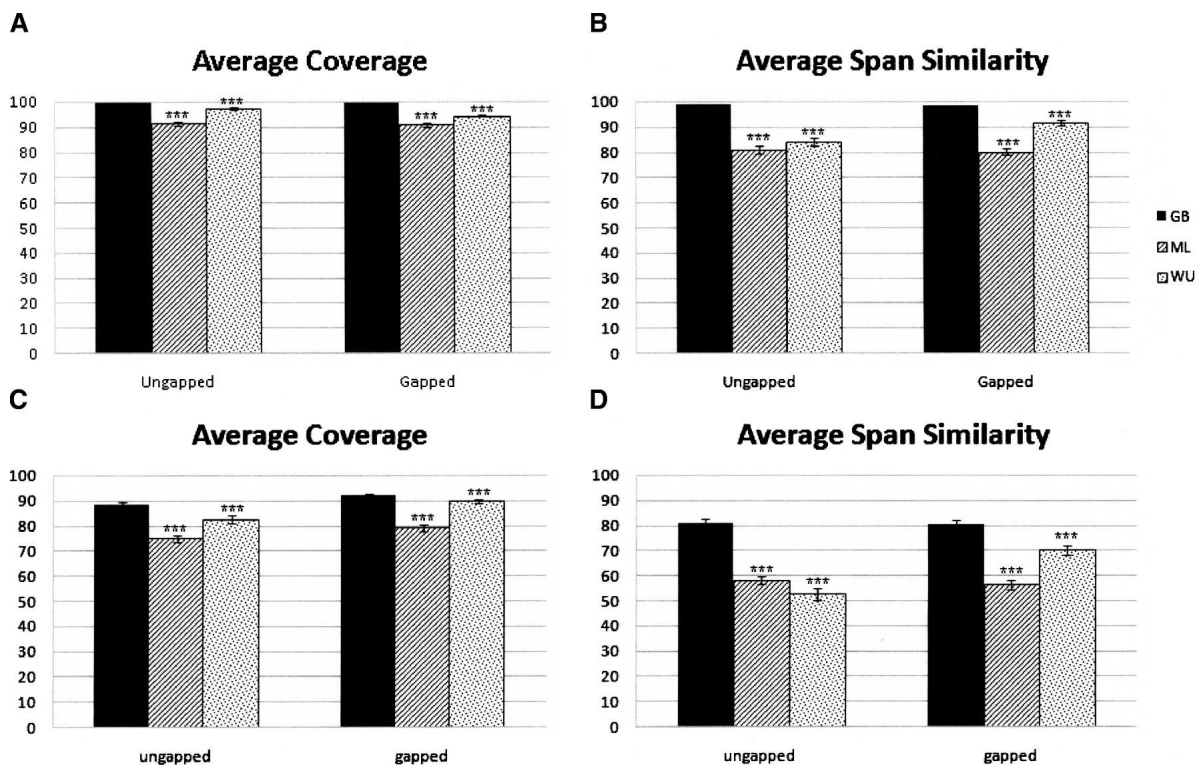 A
Average Coverage
100
90
80
70
60
50
40
30
20
10
0
*** *** *** ***
Ungapped Gapped
B
Average Span Similarity
100
90
80
70
60
50
40
30
20
10
0
*** *** *** ***
Ungapped Gapped
GB
ML
WU
C
Average Coverage
100
90
80
70
60
50
40
30
20
10
0
*** *** *** ***
ungapped gapped
D
Average Span Similarity
100
90
80
70
60
50
40
30
20
10
0
*** *** *** ***
ungapped gapped